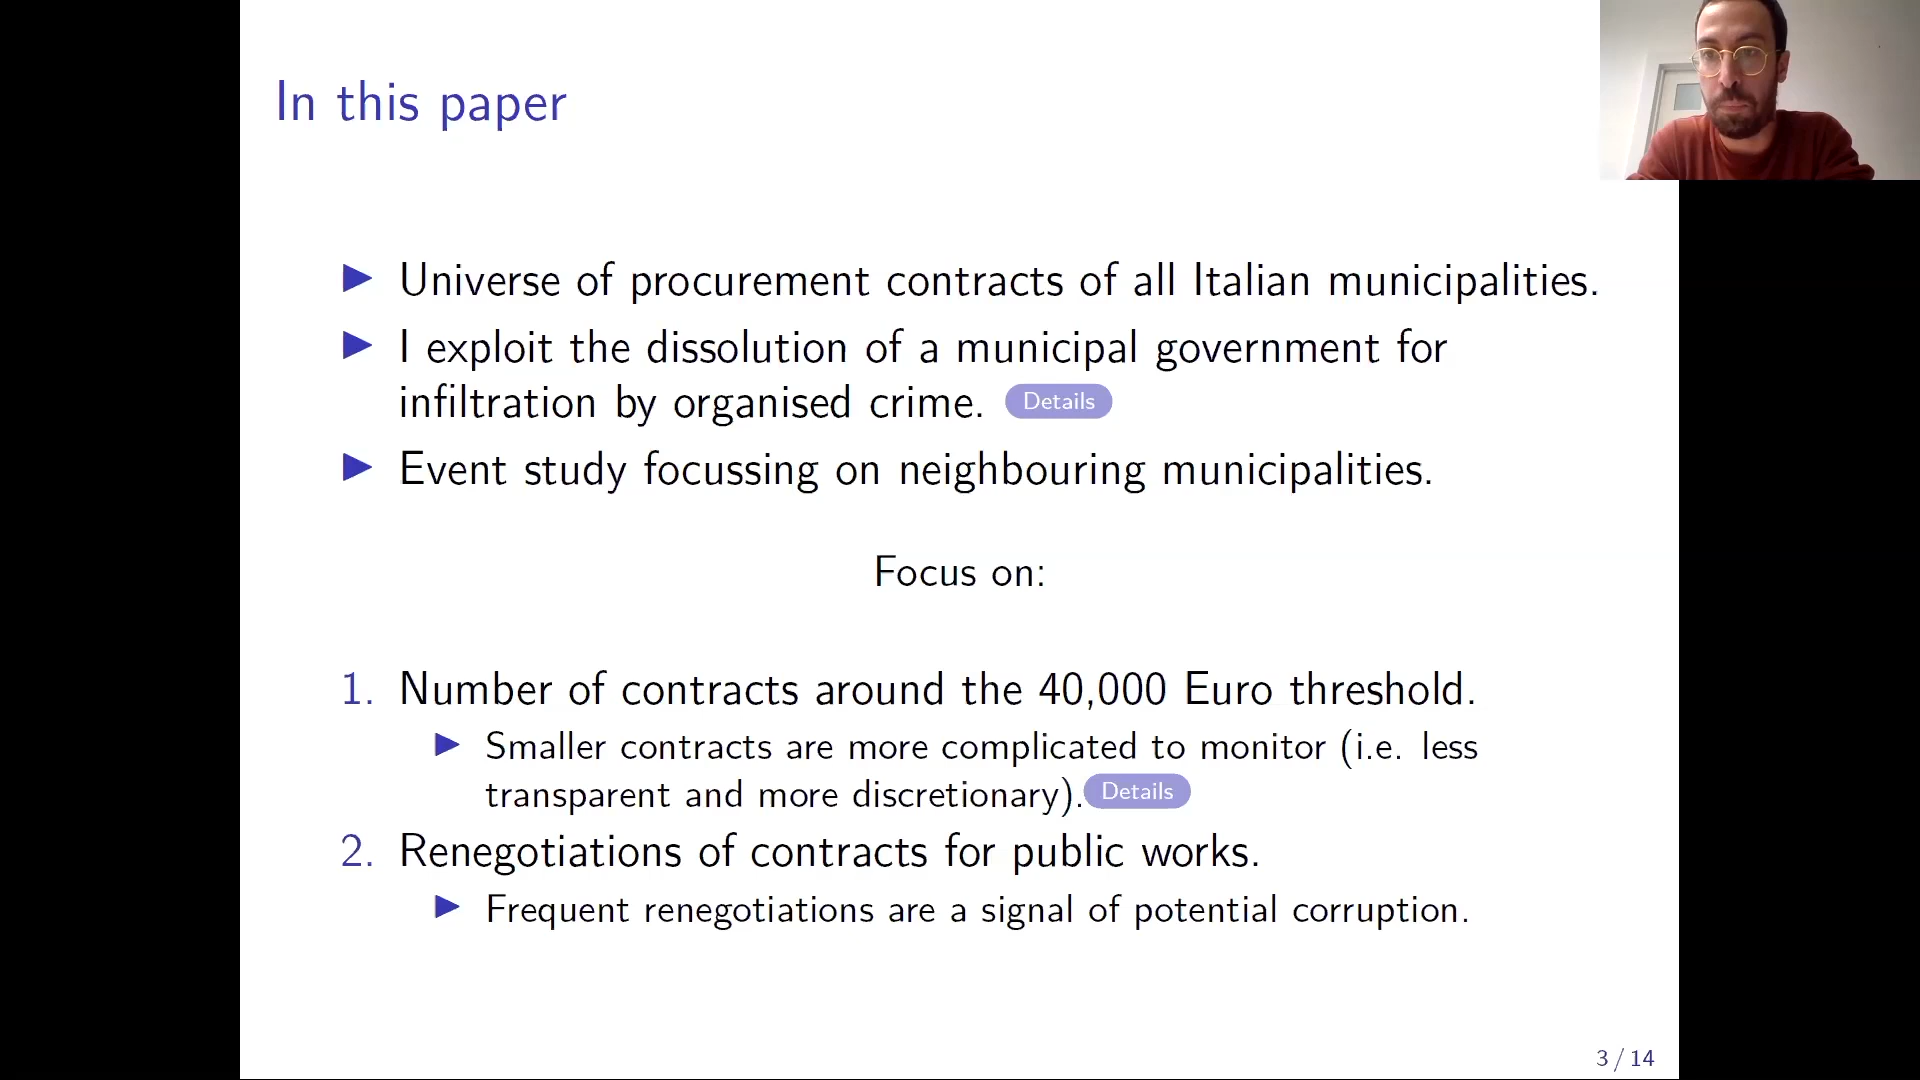 In this paper
Universe of procurement contracts of all Italian municipalities.
I exploit the dissolution of a municipal government for
infiltration by organised crime. Details
Event study focussing on neighbouring municipalities.
Focus on:
1. Number of contracts around the 40,000 Euro threshold.
Smaller contracts are more complicated to monitor (i.e. less
transparent and more discretionary). Details
2. Renegotiations of contracts for public works.
Frequent renegotiations are a signal of potential corruption.
3 / 14